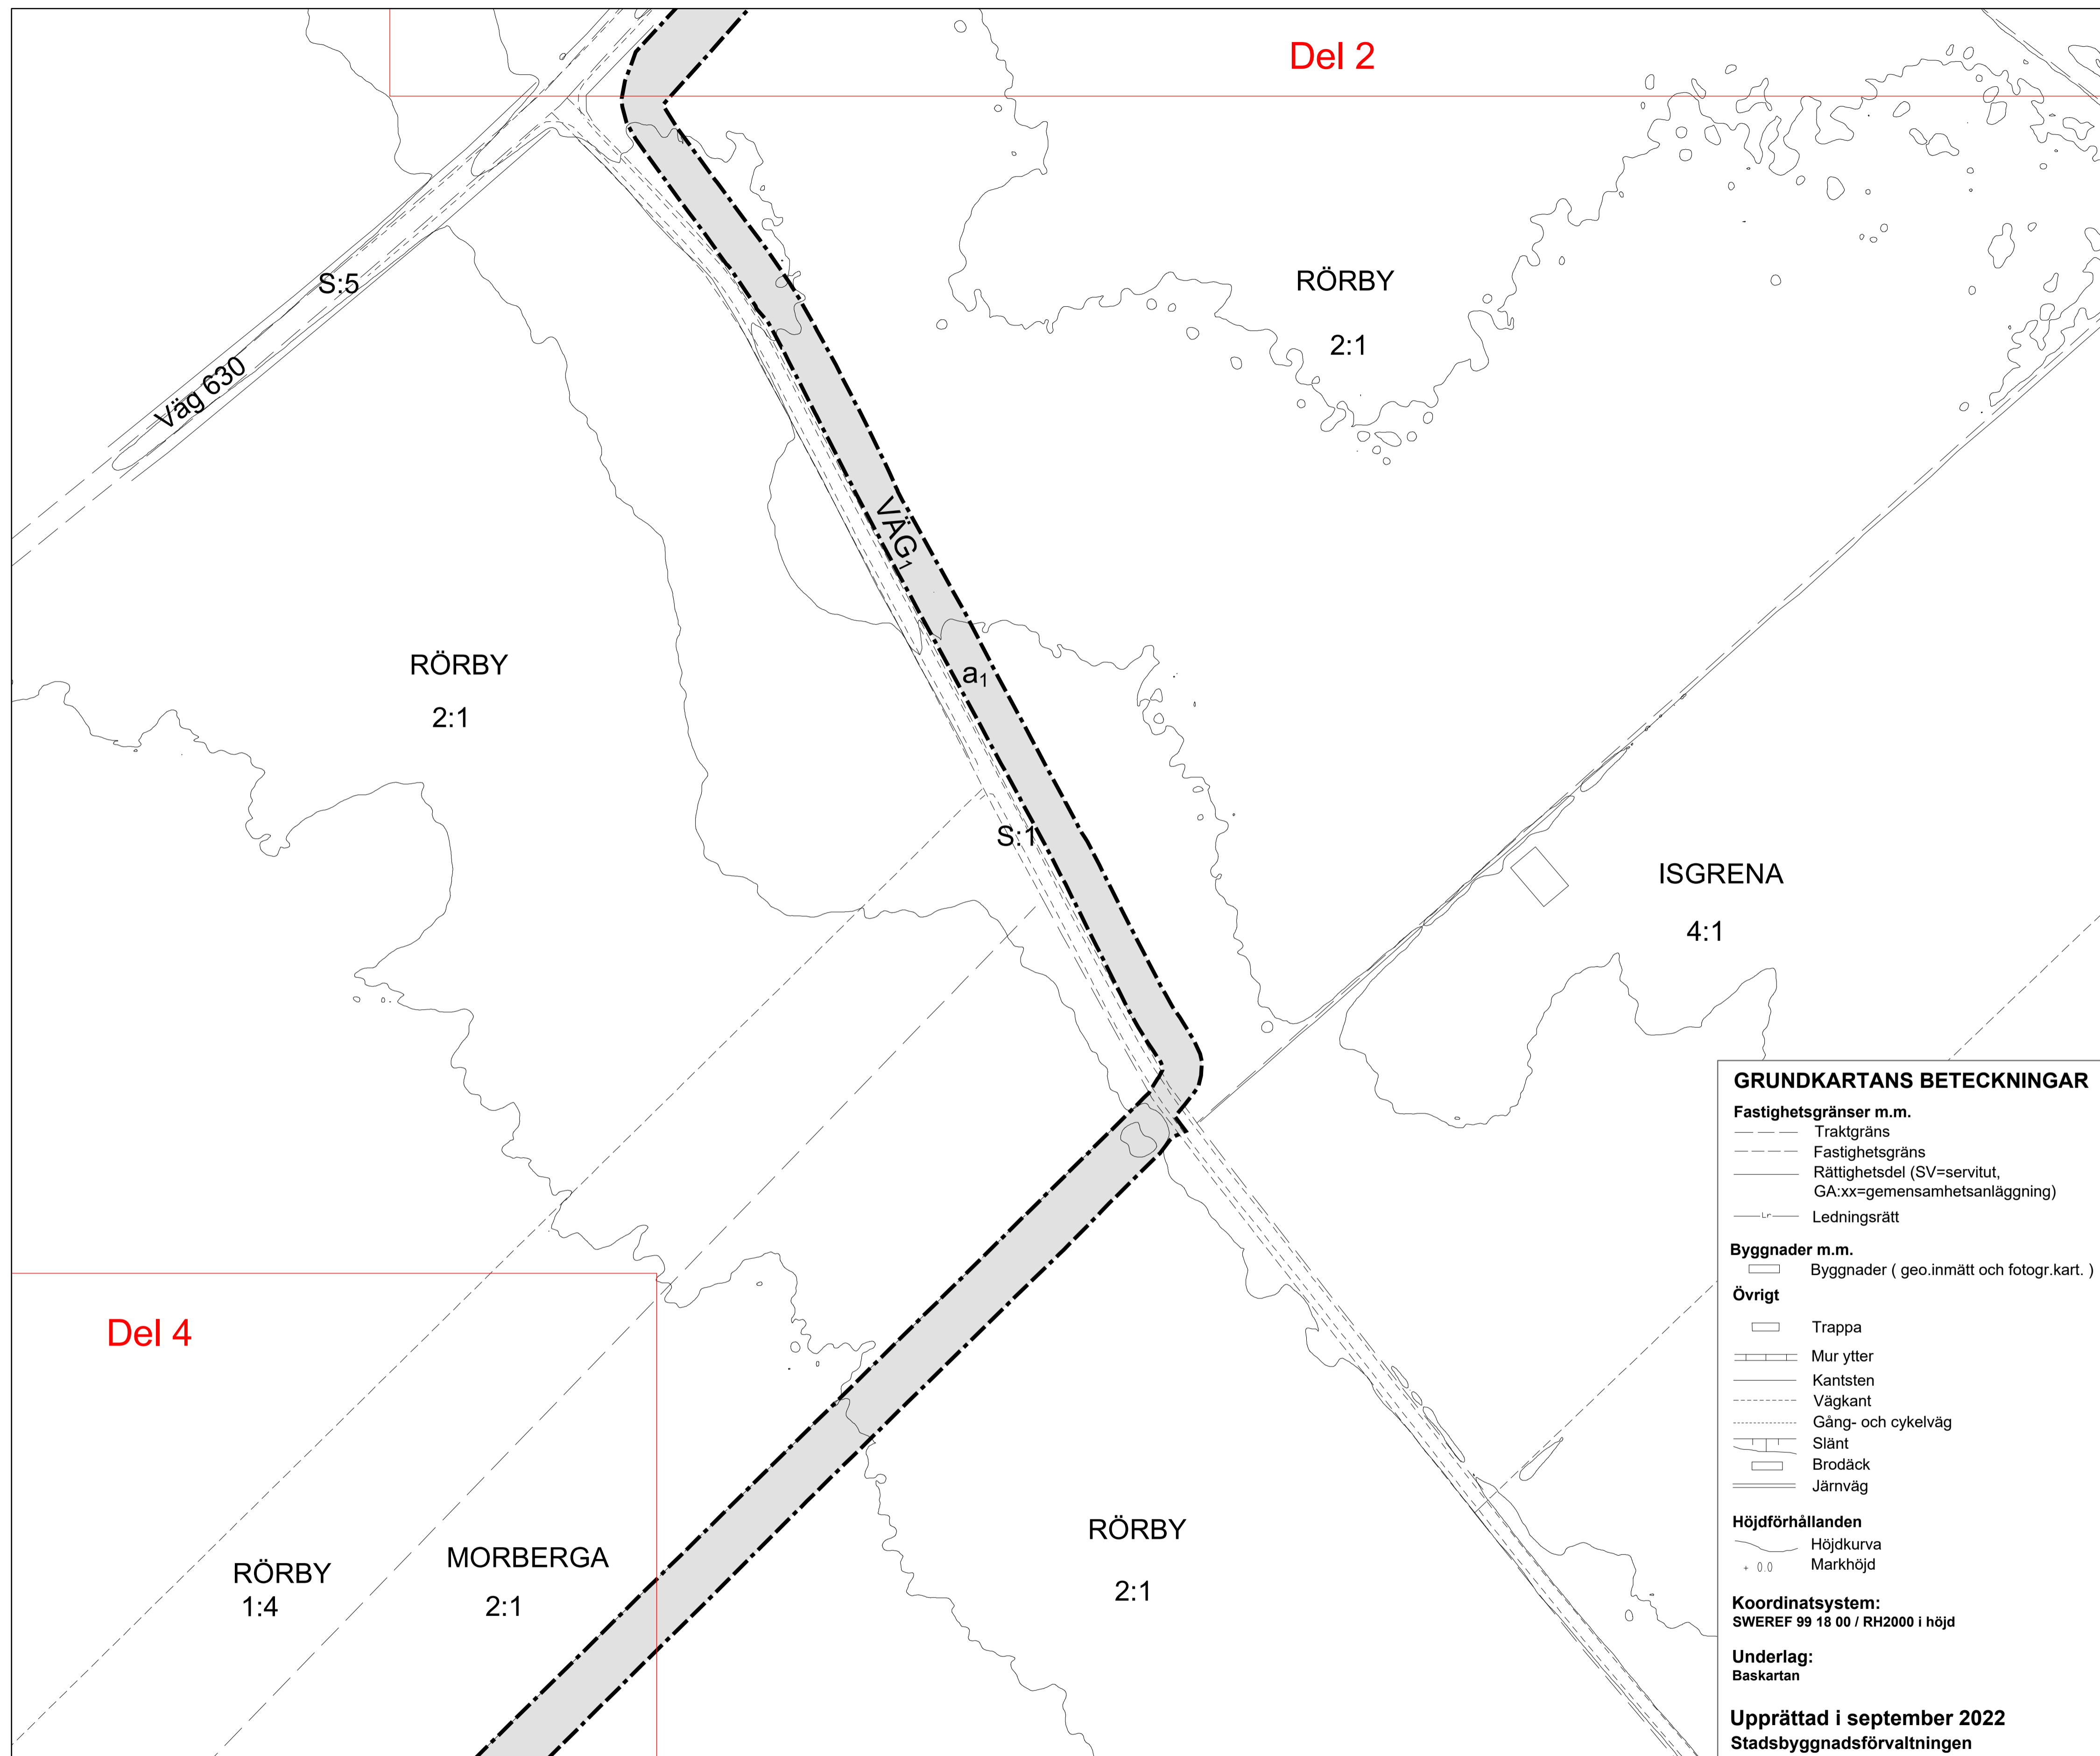 Del 2
S:5
Väg 630
RÖRBY
2:1
VÄG1
RÖRBY
2:1
a1
S:1
ISGRENA
4:1
Del 4
RÖRBY
1:4
MORBERGA
2:1
RÖRBY
2:1
GRUNDKARTANS BETECKNINGAR
Fastighetsgränser m.m.
Traktgräns
Fastighetsgräns
Rättighetsdel (SV=servitut,
GA:xx=gemensamhetsanläggning)
Lr Ledningsrätt
Byggnader m.m.
Byggnader ( geo.inmätt och fotogr.kart. )
Övrigt
Trappa
Mur ytter
Kantsten
Vägkant
Gång- och cykelväg
Slänt
Brodäck
Järnväg
Höjdförhållanden
Höjdkurva
+ 0.0 Markhöjd
Koordinatsystem:
SWEREF 99 18 00 / RH2000 i höjd
Underlag:
Baskartan
Upprättad i september 2022
Stadsbyggnadsförvaltningen